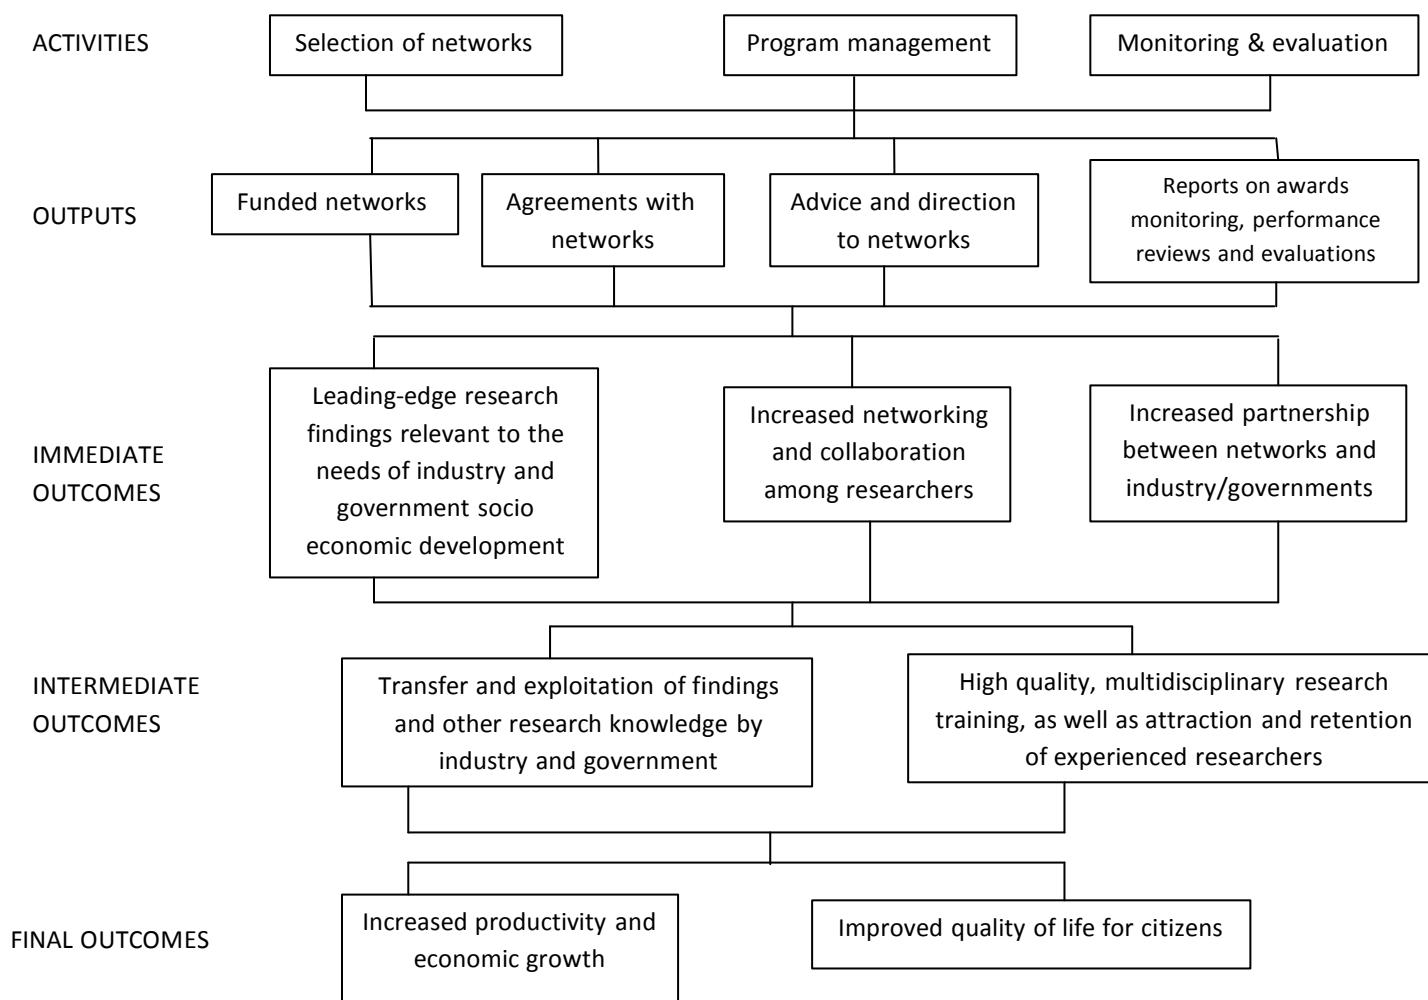 ACTIVITIES
Selection of networks
Program management
Monitoring & evaluation
OUTPUTS
Funded networks
Agreements with
networks
Advice and direction
to networks
Reports on awards
monitoring, performance
reviews and evaluations
IMMEDIATE
OUTCOMES
Leading-edge research
findings relevant to the
needs of industry and
government socio
economic development
Increased networking
and collaboration
among researchers
Increased partnership
between networks and
industry/governments
INTERMEDIATE
OUTCOMES
Transfer and exploitation of findings
and other research knowledge by
industry and government
High quality, multidisciplinary research
training, as well as attraction and retention
of experienced researchers
FINAL OUTCOMES
Increased productivity and
economic growth
Improved quality of life for citizens